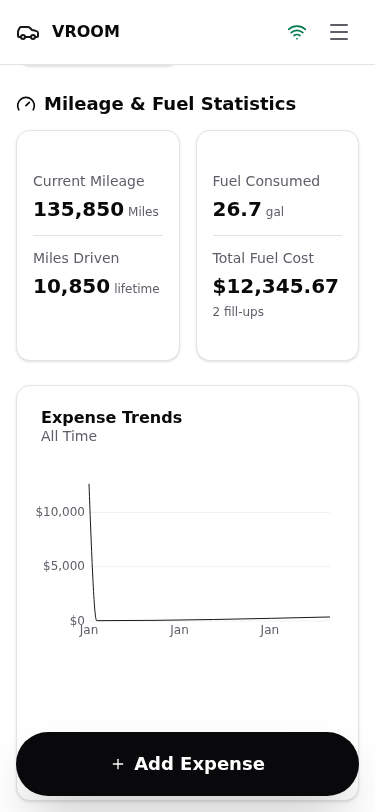 VROOM
Mileage & Fuel Statistics
Current Mileage
135,850 Miles
Miles Driven
10,850 lifetime
Fuel Consumed
26.7 gal
Total Fuel Cost
$12,345.67
2 fill-ups
Expense Trends
All Time
$10,000
$5,000
$0
Jan Jan Jan
+ Add Expense